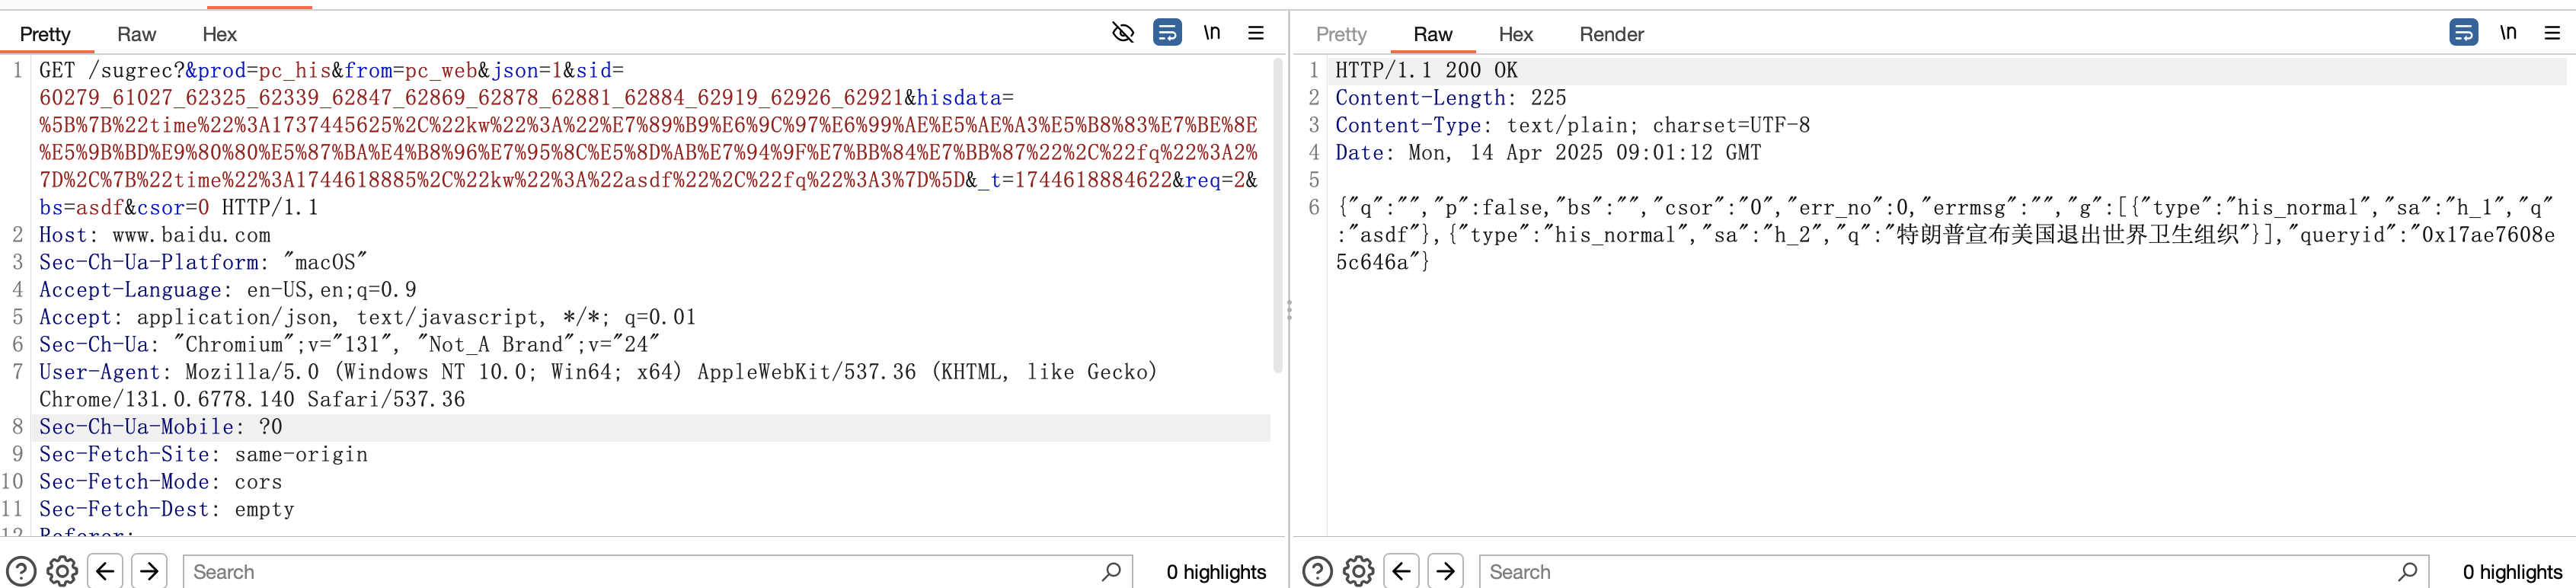 Pretty Raw Hex \n
1 GET /sugrec?&prod=pc_his&from=pc_web&json=1&sid=
60279_61027_62325_62339_62847_62869_62878_62881_62884_62919_62926_62921&hisdata=
%5B%7B%22time%22%3A1737445625%2C%22kw%22%3A%22%E7%89%B9%E6%9C%97%E6%99%AE%E5%AE%A3%E5%B8%83%E7%BE%8E
%E5%9B%BD%E9%80%80%E5%87%BA%E4%B8%96%E7%95%8C%E5%8D%AB%E7%94%9F%E7%BB%84%E7%BB%87%22%2C%22fq%22%3A2%
7D%2C%7B%22time%22%3A1744618885%2C%22kw%22%3A%22asdf%22%2C%22fq%22%3A3%7D%5D&_t=1744618884622&req=2&
bs=asdf&csor=0 HTTP/1.1
2 Host: www.baidu.com
3 Sec-Ch-Ua-Platform: "macOS"
4 Accept-Language: en-US,en;q=0.9
5 Accept: application/json, text/javascript, */*; q=0.01
6 Sec-Ch-Ua: "Chromium";v="131", "Not_A Brand";v="24"
7 User-Agent: Mozilla/5.0 (Windows NT 10.0; Win64; x64) AppleWebKit/537.36 (KHTML, like Gecko)
Chrome/131.0.6778.140 Safari/537.36
8 Sec-Ch-Ua-Mobile: ?0
9 Sec-Fetch-Site: same-origin
10 Sec-Fetch-Mode: cors
11 Sec-Fetch-Dest: empty
12 Referer:
Search 0 highlights
Pretty Raw Hex Render \n
1 HTTP/1.1 200 OK
2 Content-Length: 225
3 Content-Type: text/plain; charset=UTF-8
4 Date: Mon, 14 Apr 2025 09:01:12 GMT
5
6 {"q":"","p":false,"bs":"","csor":"0","err_no":0,"errmsg":"","g":[{"type":"his_normal","sa":"h_1","q"
:"asdf"},{"type":"his_normal","sa":"h_2","q":"特朗普宣布美国退出世界卫生组织"}],"queryid":"0x17ae7608e
5c646a"}
Search 0 highlights